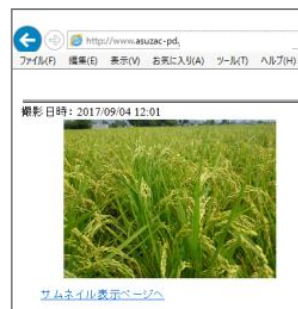 http://www.asuzac-pd.
ファイル(F) 編集(E) 表示(V) お気に入り(A) ツール(T) ヘルプ(H)
撮影日時: 2017/09/04 12:01
サムネイル表示ページへ